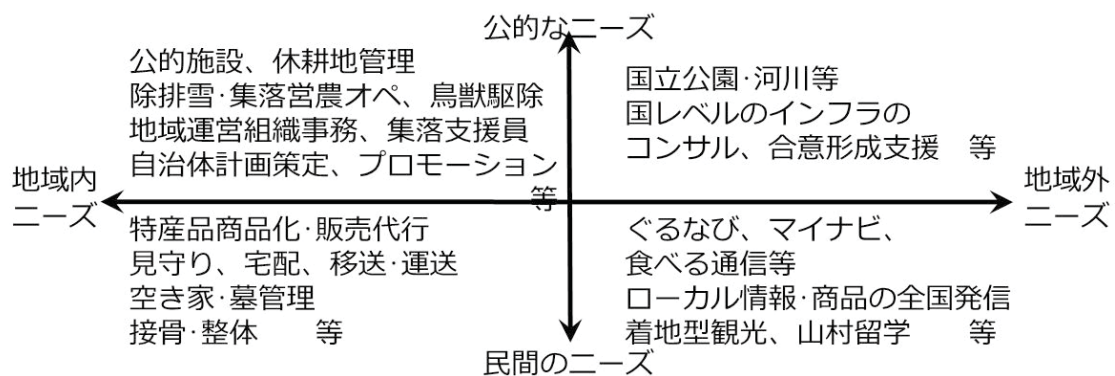 公的なニーズ
公的施設、休耕地管理
除排雪･集落営農オペ、鳥獣駆除
地域運営組織事務、集落支援員
自治体計画策定、プロモーション
等
国立公園･河川等
国レベルのインフラの
コンサル、合意形成支援　等
地域内
ニーズ
地域外
ニーズ
特産品商品化･販売代行
見守り、宅配、移送･運送
空き家･墓管理
接骨･整体　　等
ぐるなび、マイナビ、
食べる通信等
ローカル情報･商品の全国発信
着地型観光、山村留学　　等
民間のニーズ